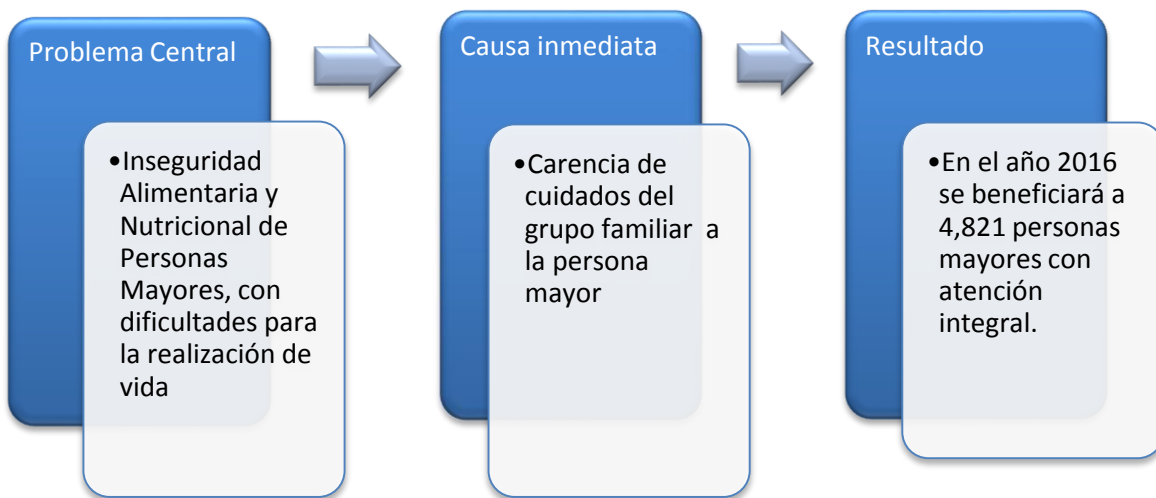 Problema Central
•Inseguridad
Alimentaria y
Nutricional de
Personas
Mayores, con
dificultades para
la realización de
vida
Causa inmediata
•Carencia de
cuidados del
grupo familiar  a
la persona
mayor
Resultado
•En el año 2016
se beneficiará a
4,821 personas
mayores con
atención
integral.